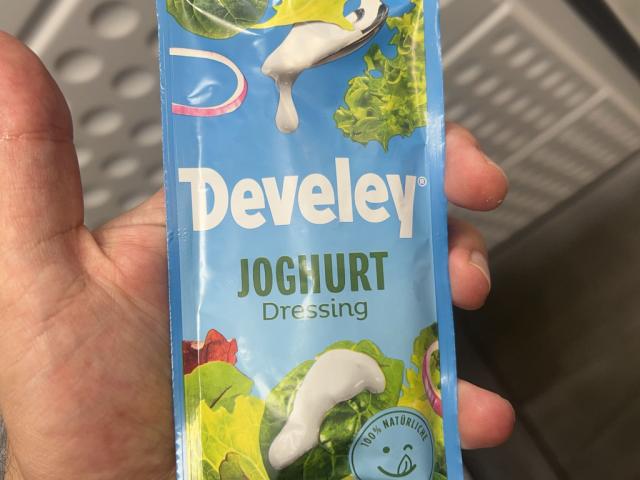 Develey®
JOGHURT
Dressing
100% NATÜRLICHE